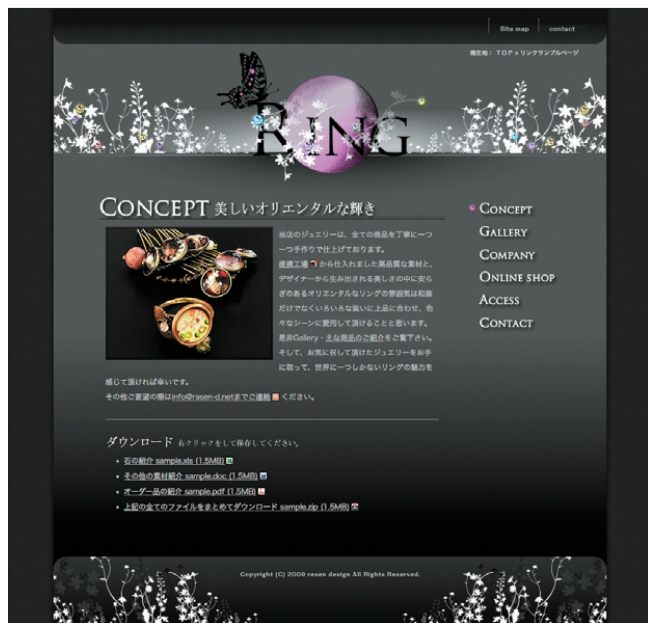 site map
contact
現在地： TOP > リンクサンプルページ
RING
CONCEPT 美しいオリエンタルな輝き
当店のジュエリーは、全ての商品を丁寧に一つ
一つ手作りで仕上げております。
提携工場 から仕入れました高品質な素材と、
デザイナーから生み出される美しさの中に安ら
ぎのあるオリエンタルなリングの雰囲気は和装
だけでなくいろいろな装いに上品に合わせ、色
々なシーンに愛用して頂けることと思います。
是非Gallery・主な商品のご紹介をご覧下さい。
そして、お気に召して頂けたジュエリーをお手
に取って、世界に一つしかないリングの魅力を
感じて頂ければ幸いです。
その他ご要望の際はinfo@rasen-d.netまでご連絡 ください。
ダウンロード 右クリックをして保存してください。
石の紹介 sample.xls (1.5MB)
その他の素材紹介 sample.doc (1.5MB)
オーダー品の紹介 sample.pdf (1.5MB)
上記の全てのファイルをまとめてダウンロード sample.zip (1.5MB)
CONCEPT
GALLERY
COMPANY
ONLINE SHOP
ACCESS
CONTACT
Copyright (C) 2009 rasen design All Rights Reserved.